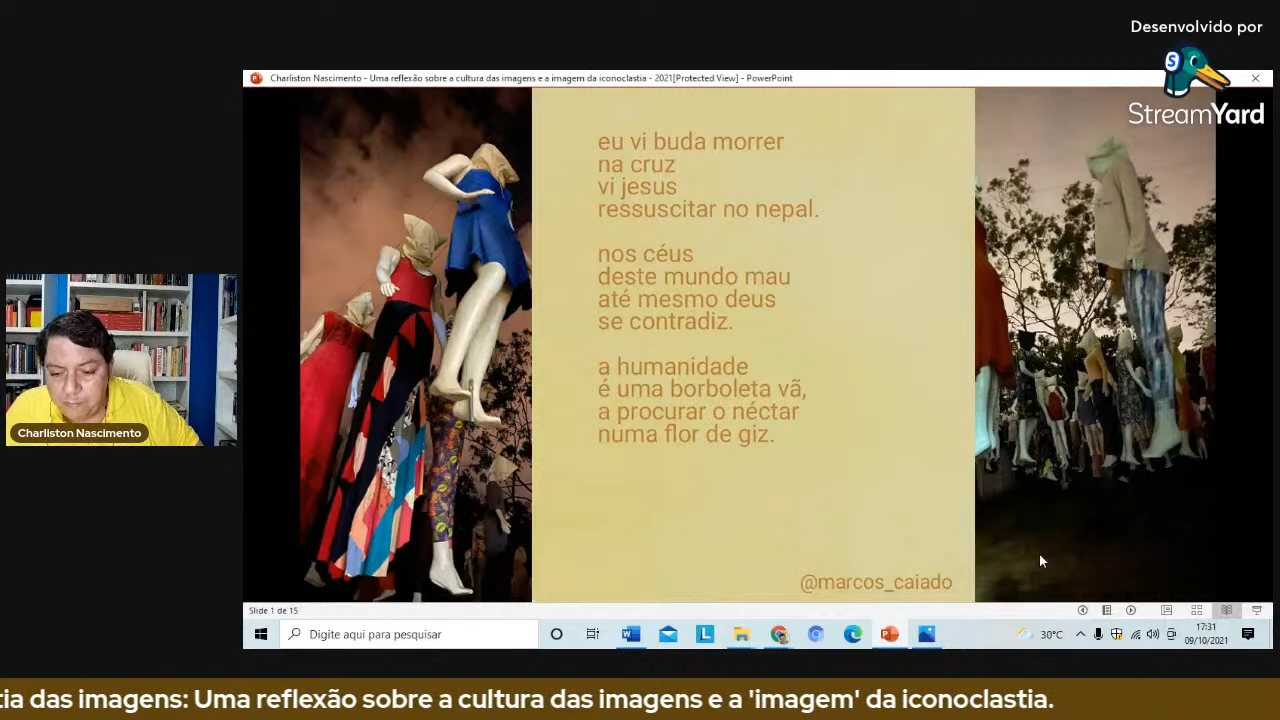 Desenvolvido por
StreamYard
Charliston Nascimento - Uma reflexão sobre a cultura das imagens e a imagem da iconoclastia - 2021[Protected View] - PowerPoint
eu vi buda morrer
na cruz
vi jesus
ressuscitar no nepal.
nos céus
deste mundo mau
até mesmo deus
se contradiz.
a humanidade
é uma borboleta vã,
a procurar o néctar
numa flor de giz.
@marcos_caiado
Charliston Nascimento
Slide 1 de 15
Digite aqui para pesquisar
30°C
17:31
09/10/2021
tia das imagens: Uma reflexão sobre a cultura das imagens e a 'imagem' da iconoclastia.